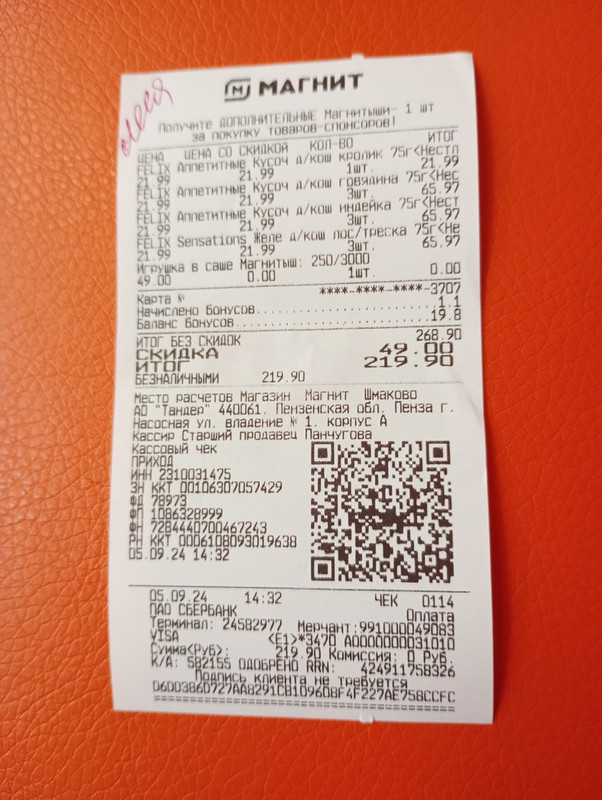 Олеся
МАГНИТ
Получите ДОПОЛНИТЕЛЬНЫЕ Магнитыши- 1 шт
за покупку товаров-спонсоров!
ЦЕНА ЦЕНА СО СКИДКОЙ КОЛ-ВО ИТОГ
FELIX Аппетитные Кусоч д/кош кролик 75г<Нестл
21.99 21.99 1шт. 21.99
FELIX Аппетитные Кусоч д/кош говядина 75г<Нес
21.99 21.99 3шт. 65.97
FELIX Аппетитные Кусоч д/кош индейка 75г<Нест
21.99 21.99 3шт. 65.97
FELIX Sensations Желе д/кош лос/треска 75г<Не
21.99 21.99 3шт. 65.97
Игрушка в саше Магнитыш: 250/3000
49.00 0.00 1шт. 0.00
Карта № ****-****-****-3707
Начислено бонусов 1.1
Баланс бонусов 19.8
ИТОГ БЕЗ СКИДОК 268.90
СКИДКА 49.00
ИТОГ 219.90
БЕЗНАЛИЧНЫМИ 219.90
Место расчетов Магазин Магнит Шмаково
АО "Тандер" 440061. Пензенская обл. Пенза г.
Насосная ул. владение № 1. корпус А
Кассир Старший продавец Панчугова
Кассовый чек
ПРИХОД
ИНН 2310031475
ЗН ККТ 00106307057429
ФД 78973
ФП 1086328999
ФН 7284440700467243
РН ККТ 0006108093019638
05.09.24 14:32
05.09.24 14:32 ЧЕК 0114
ПАО СБЕРБАНК Оплата
Терминал: 24582977 Мерчант:991000049083
VISA <E1>*3470 A0000000031010
Сумма<Руб>: 219.90 Комиссия: 0 Руб.
К/А: 582155 ОДОБРЕНО RRN: 424911758326
Подпись клиента не требуется
D6DD386D727AA8291CB109608F4F227AE758CCFC